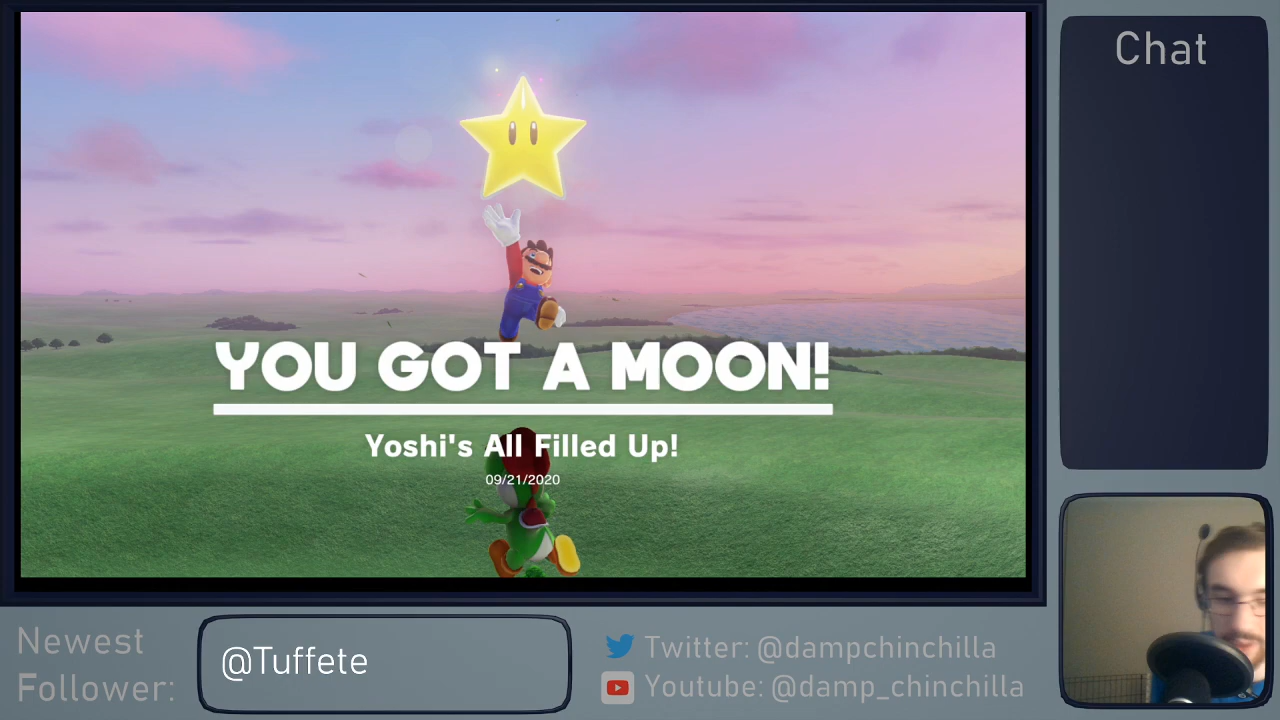 Chat
YOU GOT A MOON!
Yoshi's All Filled Up!
09/21/2020
Newest
Follower:
@Tuffete
Twitter: @dampchinchilla
Youtube: @damp_chinchilla